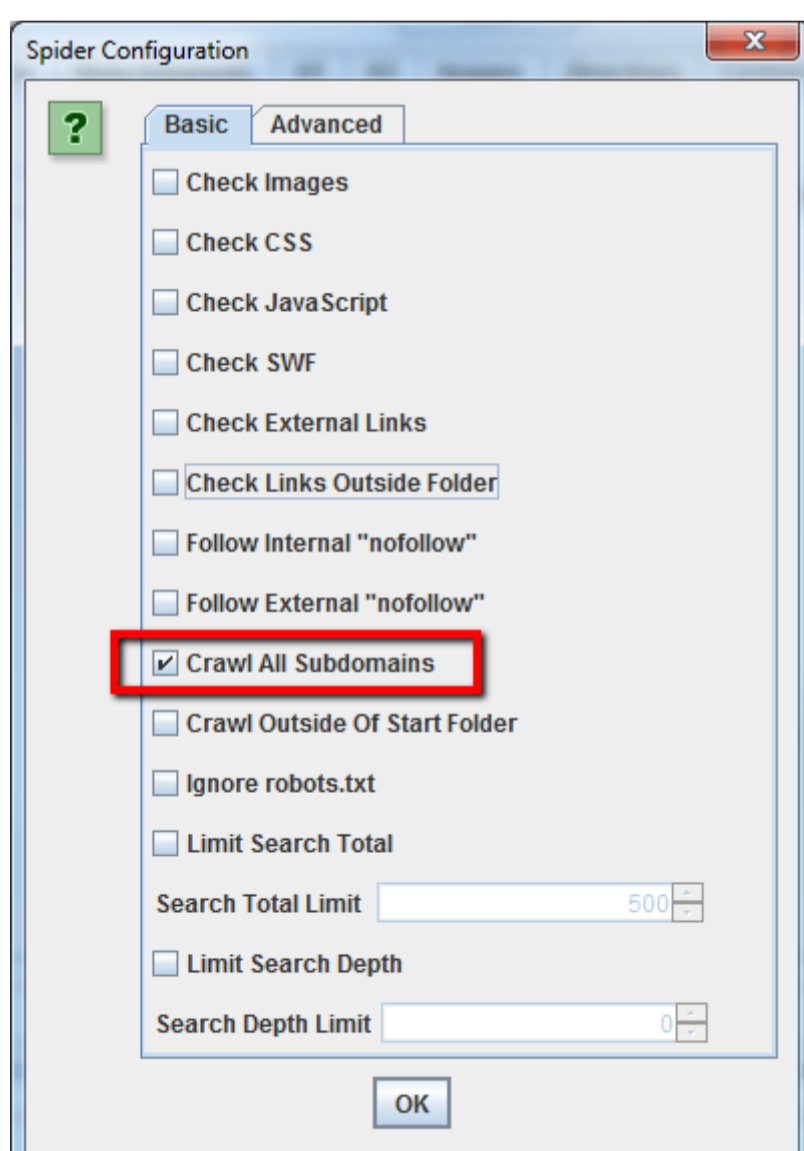 Spider Configuration
x
?
Basic Advanced
Check Images
Check CSS
Check JavaScript
Check SWF
Check External Links
Check Links Outside Folder
Follow Internal "nofollow"
Follow External "nofollow"
Crawl All Subdomains
Crawl Outside Of Start Folder
Ignore robots.txt
Limit Search Total
Search Total Limit 500
Limit Search Depth
Search Depth Limit 0
OK